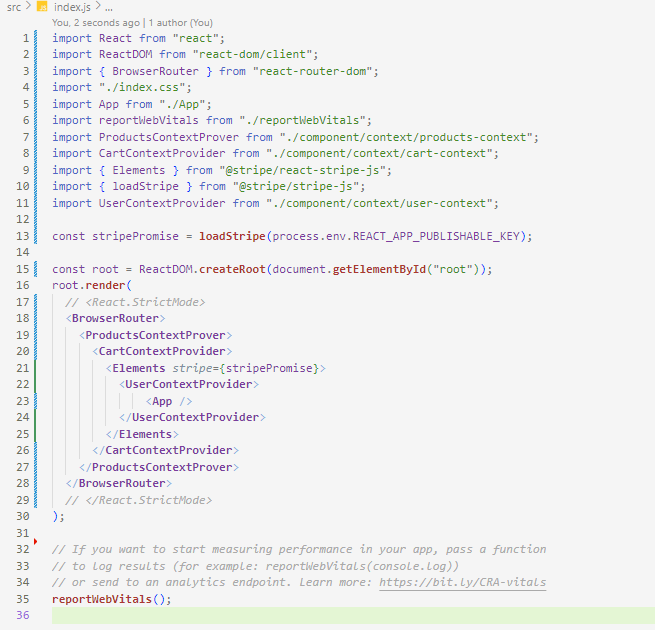 src > JS index.js > ...
You, 2 seconds ago | 1 author (You)
1 import React from "react";
2 import ReactDOM from "react-dom/client";
3 import { BrowserRouter } from "react-router-dom";
4 import "./index.css";
5 import App from "./App";
6 import reportWebVitals from "./reportWebVitals";
7 import ProductsContextProver from "./component/context/products-context";
8 import CartContextProvider from "./component/context/cart-context";
9 import { Elements } from "@stripe/react-stripe-js";
10 import { loadStripe } from "@stripe/stripe-js";
11 import UserContextProvider from "./component/context/user-context";
12
13 const stripePromise = loadStripe(process.env.REACT_APP_PUBLISHABLE_KEY);
14
15 const root = ReactDOM.createRoot(document.getElementById("root"));
16 root.render(
17   // <React.StrictMode>
18   <BrowserRouter>
19     <ProductsContextProver>
20       <CartContextProvider>
21         <Elements stripe={stripePromise}>
22           <UserContextProvider>
23               <App />
24           </UserContextProvider>
25         </Elements>
26       </CartContextProvider>
27     </ProductsContextProver>
28   </BrowserRouter>
29   // </React.StrictMode>
30 );
31
32 // If you want to start measuring performance in your app, pass a function
33 // to log results (for example: reportWebVitals(console.log))
34 // or send to an analytics endpoint. Learn more: https://bit.ly/CRA-vitals
35 reportWebVitals();
36